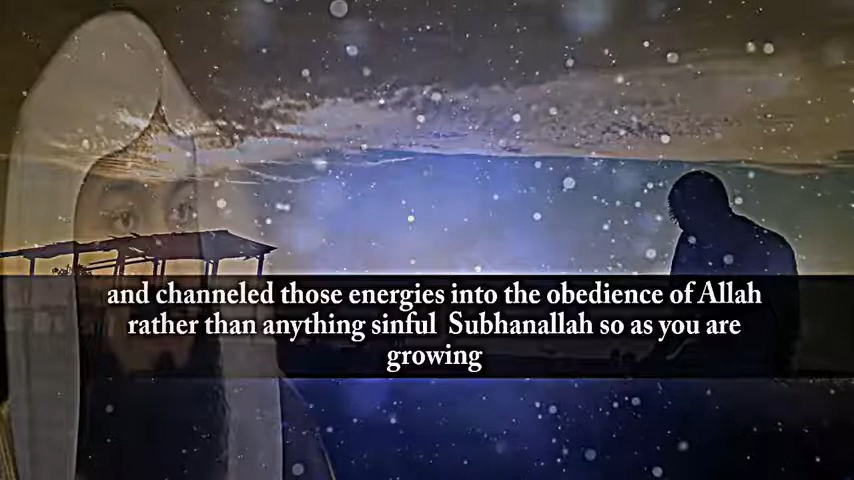 and channeled those energies into the obedience of Allah
rather than anything sinful  Subhanallah so as you are
growing